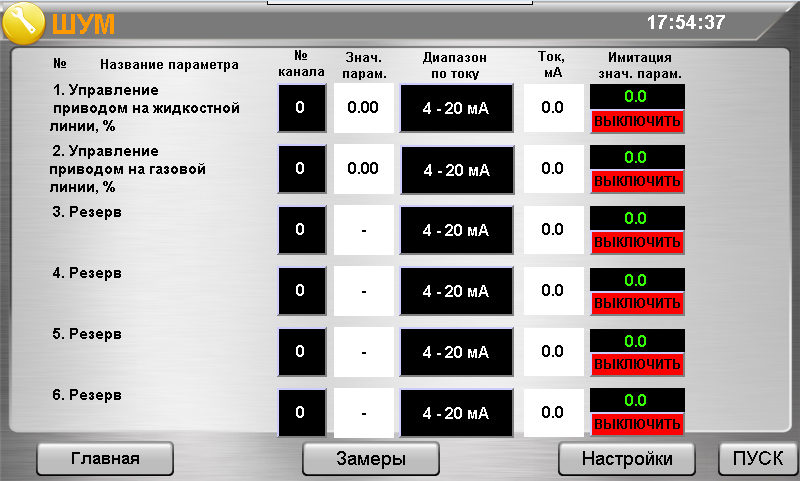 ШУМ 17:54:37
№ Название параметра № канала Знач. парам. Диапазон по току Ток, мА Имитация знач. парам.
1. Управление
приводом на жидкостной
линии, %
0 0.00 4 - 20 мА 0.0 0.0
ВЫКЛЮЧИТЬ
2. Управление
приводом на газовой
линии, %
0 0.00 4 - 20 мА 0.0 0.0
ВЫКЛЮЧИТЬ
3. Резерв 0 - 4 - 20 мА 0.0 0.0
ВЫКЛЮЧИТЬ
4. Резерв 0 - 4 - 20 мА 0.0 0.0
ВЫКЛЮЧИТЬ
5. Резерв 0 - 4 - 20 мА 0.0 0.0
ВЫКЛЮЧИТЬ
6. Резерв 0 - 4 - 20 мА 0.0 0.0
ВЫКЛЮЧИТЬ
Главная Замеры Настройки ПУСК